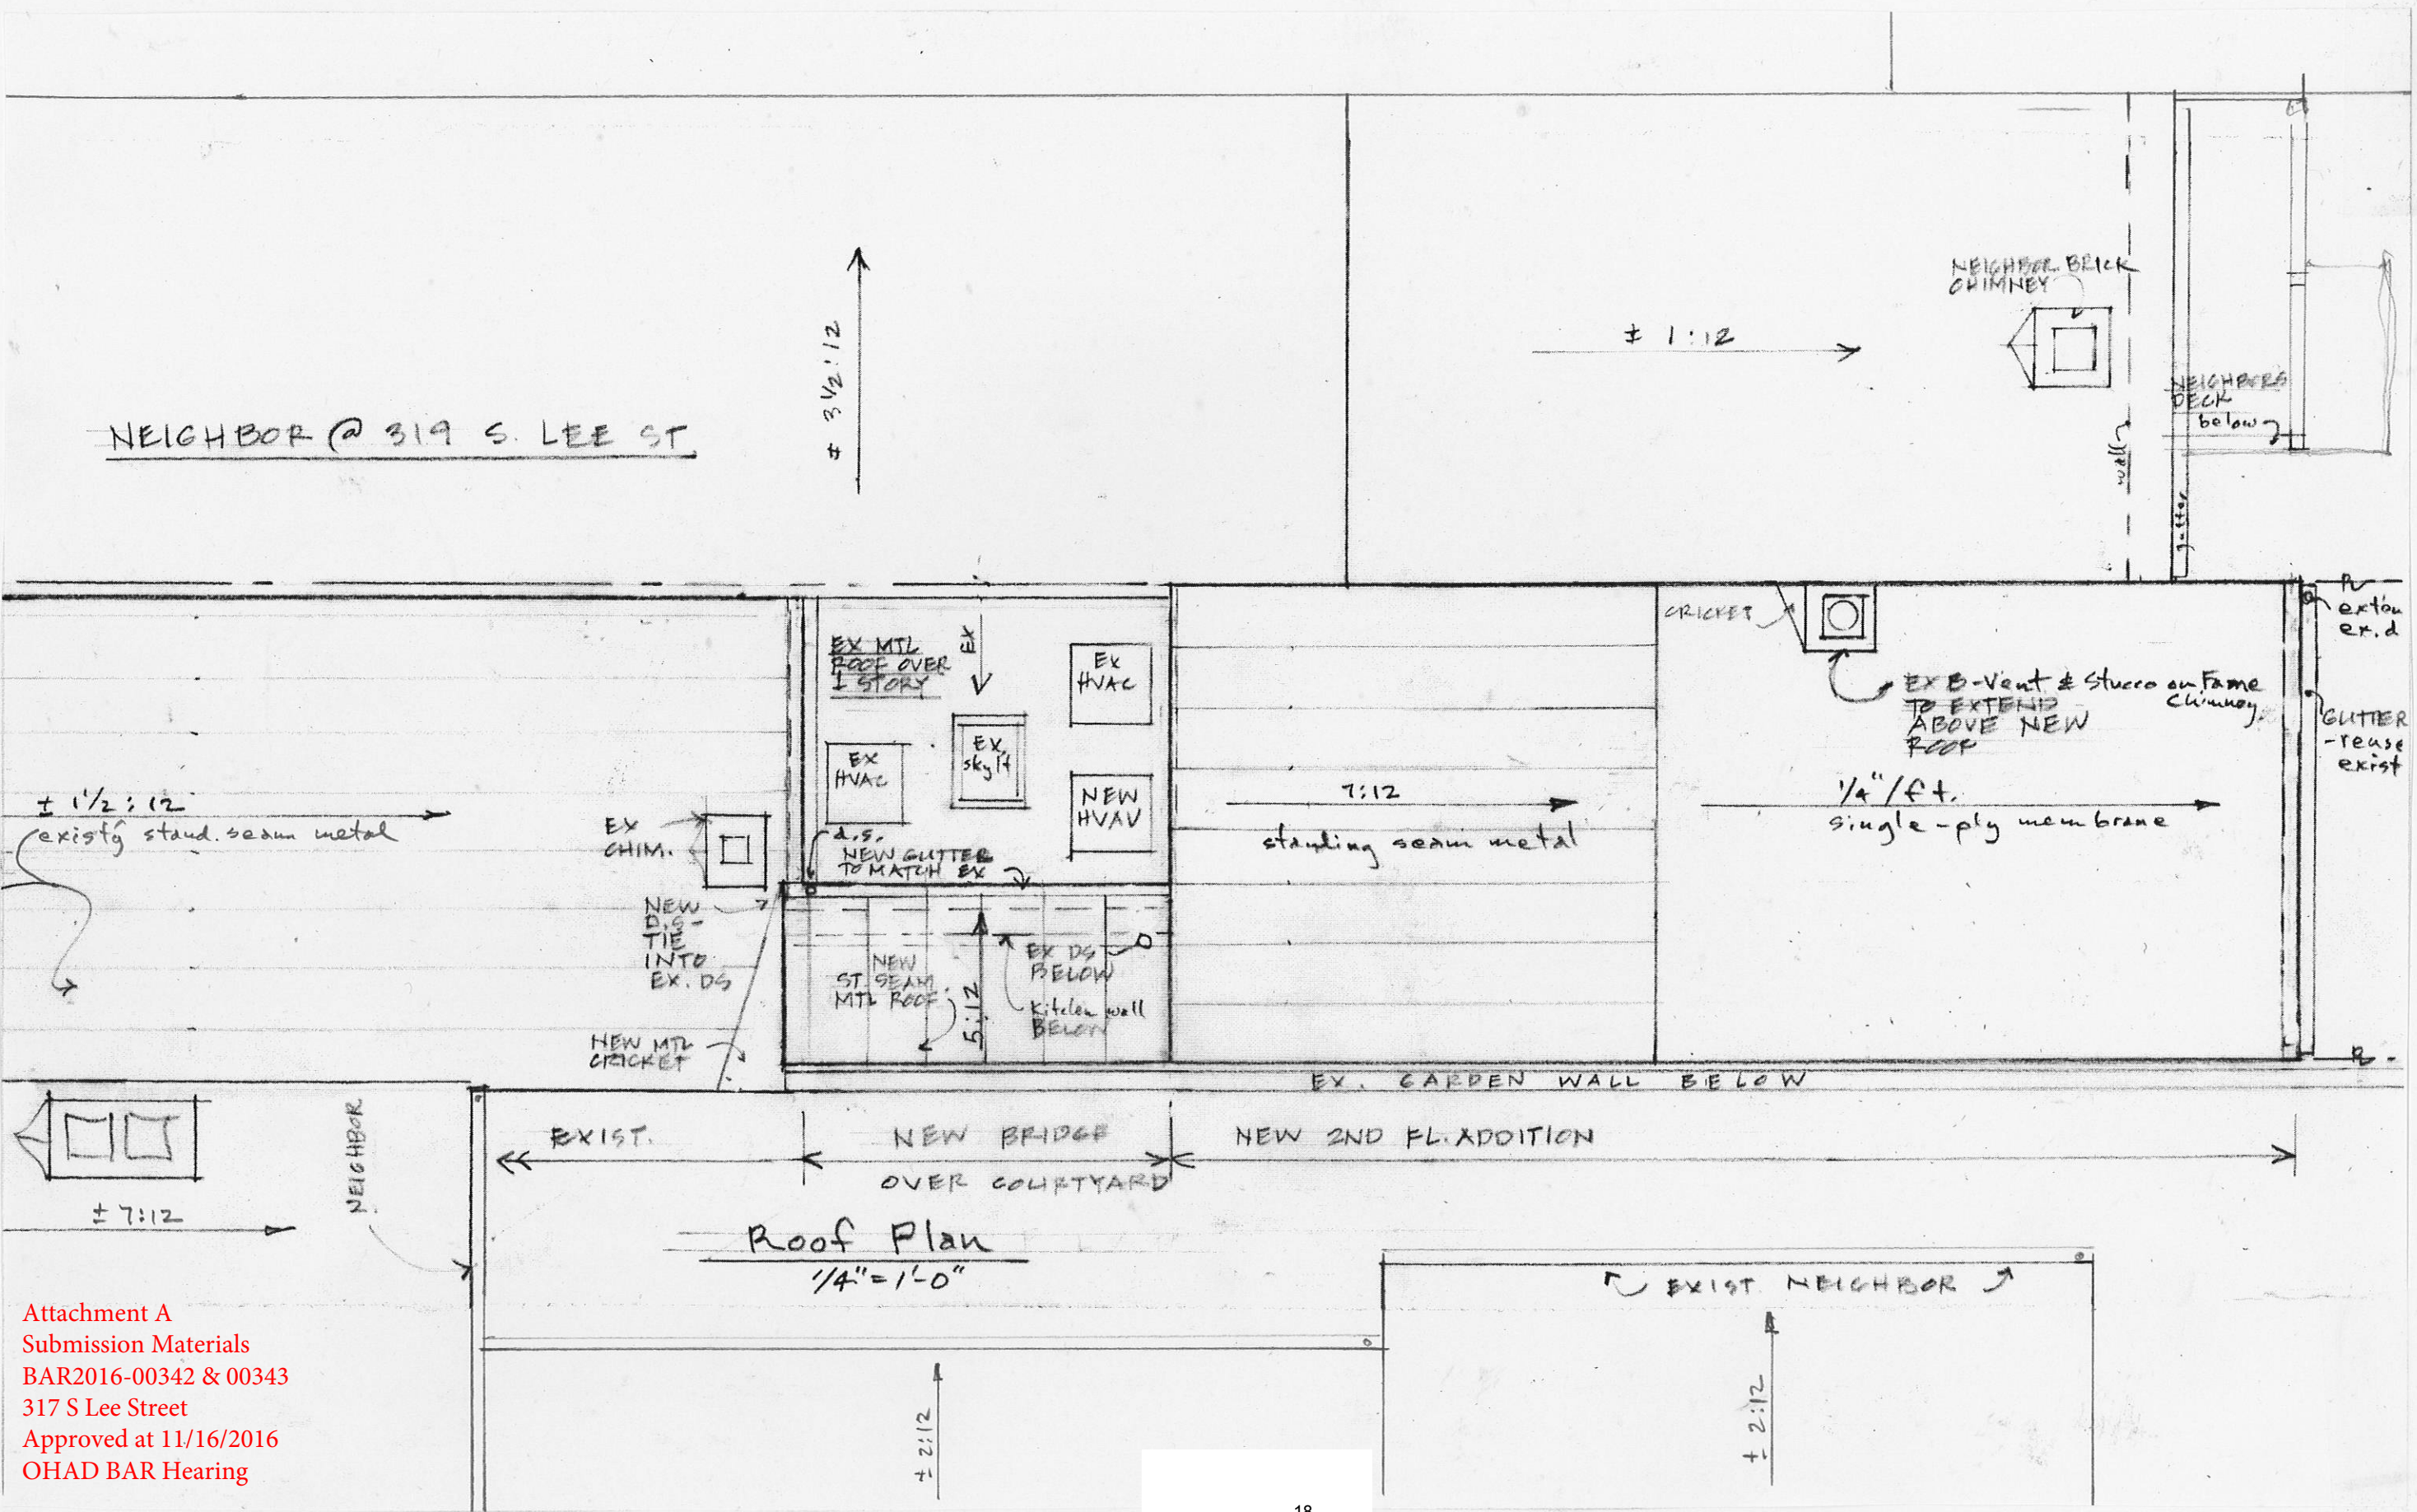 NEIGHBOR BRICK
CHIMNEY
± 3 1/2:12
± 1:12
NEIGHBORS
DECK
below
NEIGHBOR @ 319 S. LEE ST
wall
gutter
CRICKET
EX MTL
ROOF OVER
1 STORY
EX
EX
HVAC
EX
HVAC
EX
skylt
NEW
HVAV
EX B-Vent & Stucco on Fame
Chimney
TO EXTEND
ABOVE NEW
ROOF
ex.d
GUTTER
-reuse
exist
± 1 1/2:12
exist'g stand. seam metal
EX
CHIM.
d.s.
NEW GUTTER
TO MATCH EX
7:12
standing seam metal
1/4"/ft.
single-ply membrane
NEW
D.S-
TIE
INTO
EX. DS
NEW
ST. SEAM
MTL ROOF
5:12
EX DS
BELOW
Kitchen wall
BELOW
NEW MTL
CRICKET
EX. GARDEN WALL BELOW
NEIGHBOR
EXIST.
NEW BRIDGE
OVER COURTYARD
NEW 2ND FL. ADDITION
± 7:12
Roof Plan
1/4"=1'-0"
EXIST NEIGHBOR
± 2:12
± 2:12
Attachment A
Submission Materials
BAR2016-00342 & 00343
317 S Lee Street
Approved at 11/16/2016
OHAD BAR Hearing
18